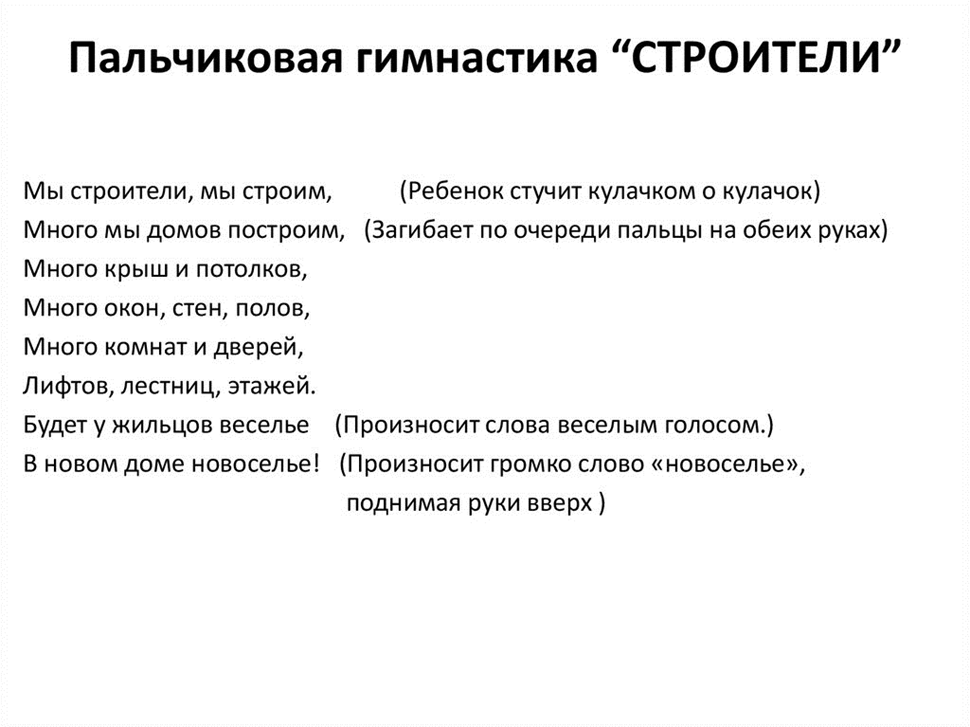 Пальчиковая гимнастика “СТРОИТЕЛИ”
Мы строители, мы строим, (Ребенок стучит кулачком о кулачок)
Много мы домов построим, (Загибает по очереди пальцы на обеих руках)
Много крыш и потолков,
Много окон, стен, полов,
Много комнат и дверей,
Лифтов, лестниц, этажей.
Будет у жильцов веселье (Произносит слова веселым голосом.)
В новом доме новоселье! (Произносит громко слово «новоселье»,
поднимая руки вверх )